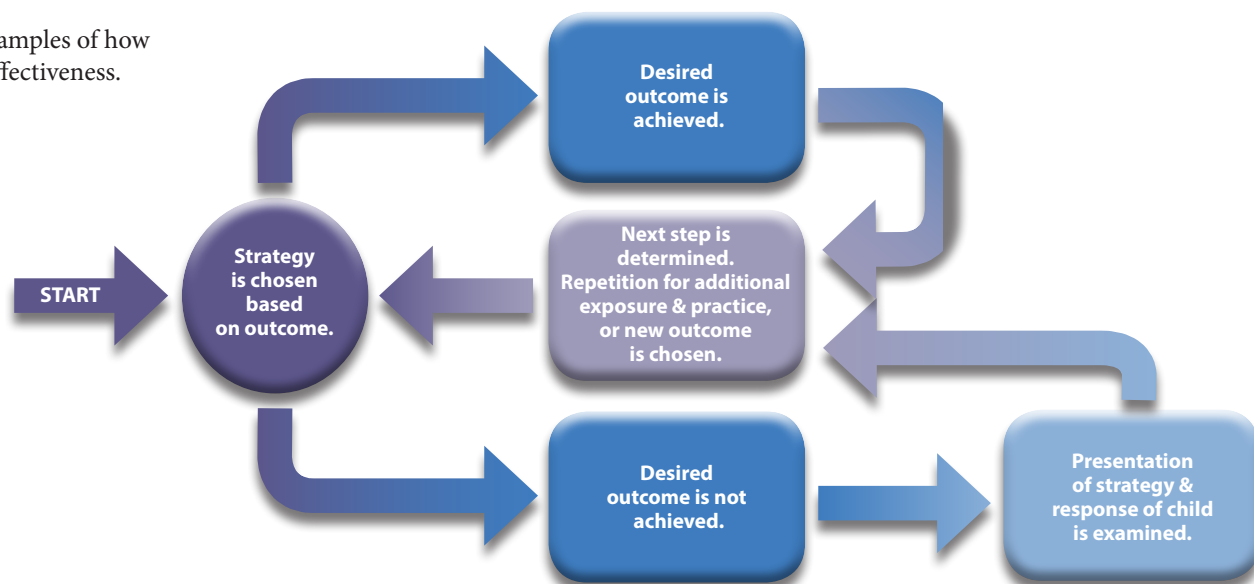 amples of how
ffectiveness.
Desired
outcome is
achieved.
START
Strategy
is chosen
based
on outcome.
Next step is
determined.
Repetition for additional
exposure & practice,
or new outcome
is chosen.
Desired
outcome is not
achieved.
Presentation
of strategy &
response of child
is examined.